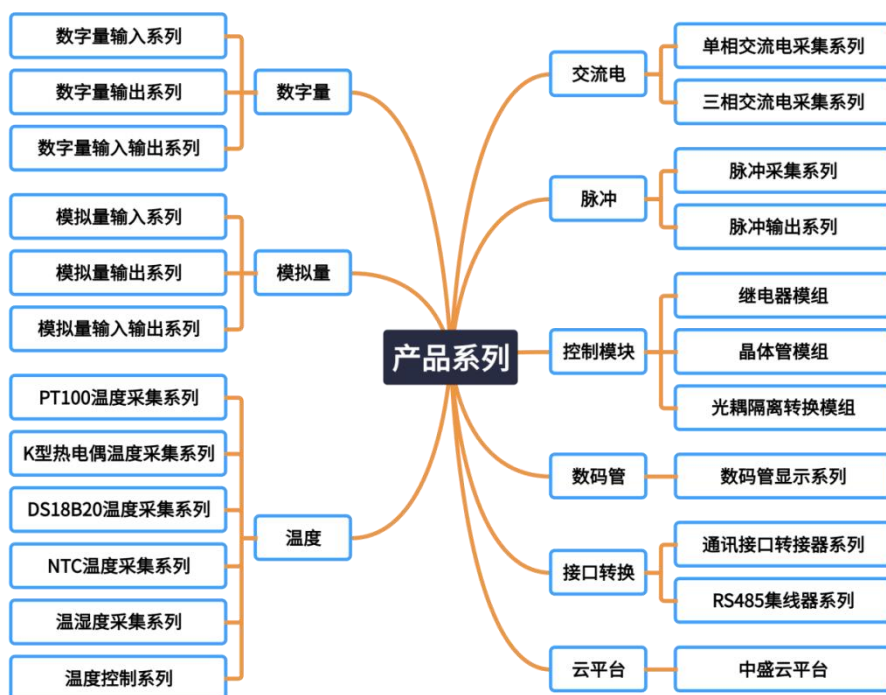 产品系列
数字量
数字量输入系列
数字量输出系列
数字量输入输出系列
模拟量
模拟量输入系列
模拟量输出系列
模拟量输入输出系列
温度
PT100温度采集系列
K型热电偶温度采集系列
DS18B20温度采集系列
NTC温度采集系列
温湿度采集系列
温度控制系列
交流电
单相交流电采集系列
三相交流电采集系列
脉冲
脉冲采集系列
脉冲输出系列
控制模块
继电器模组
晶体管模组
光耦隔离转换模组
数码管
数码管显示系列
接口转换
通讯接口转接器系列
RS485集线器系列
云平台
中盛云平台